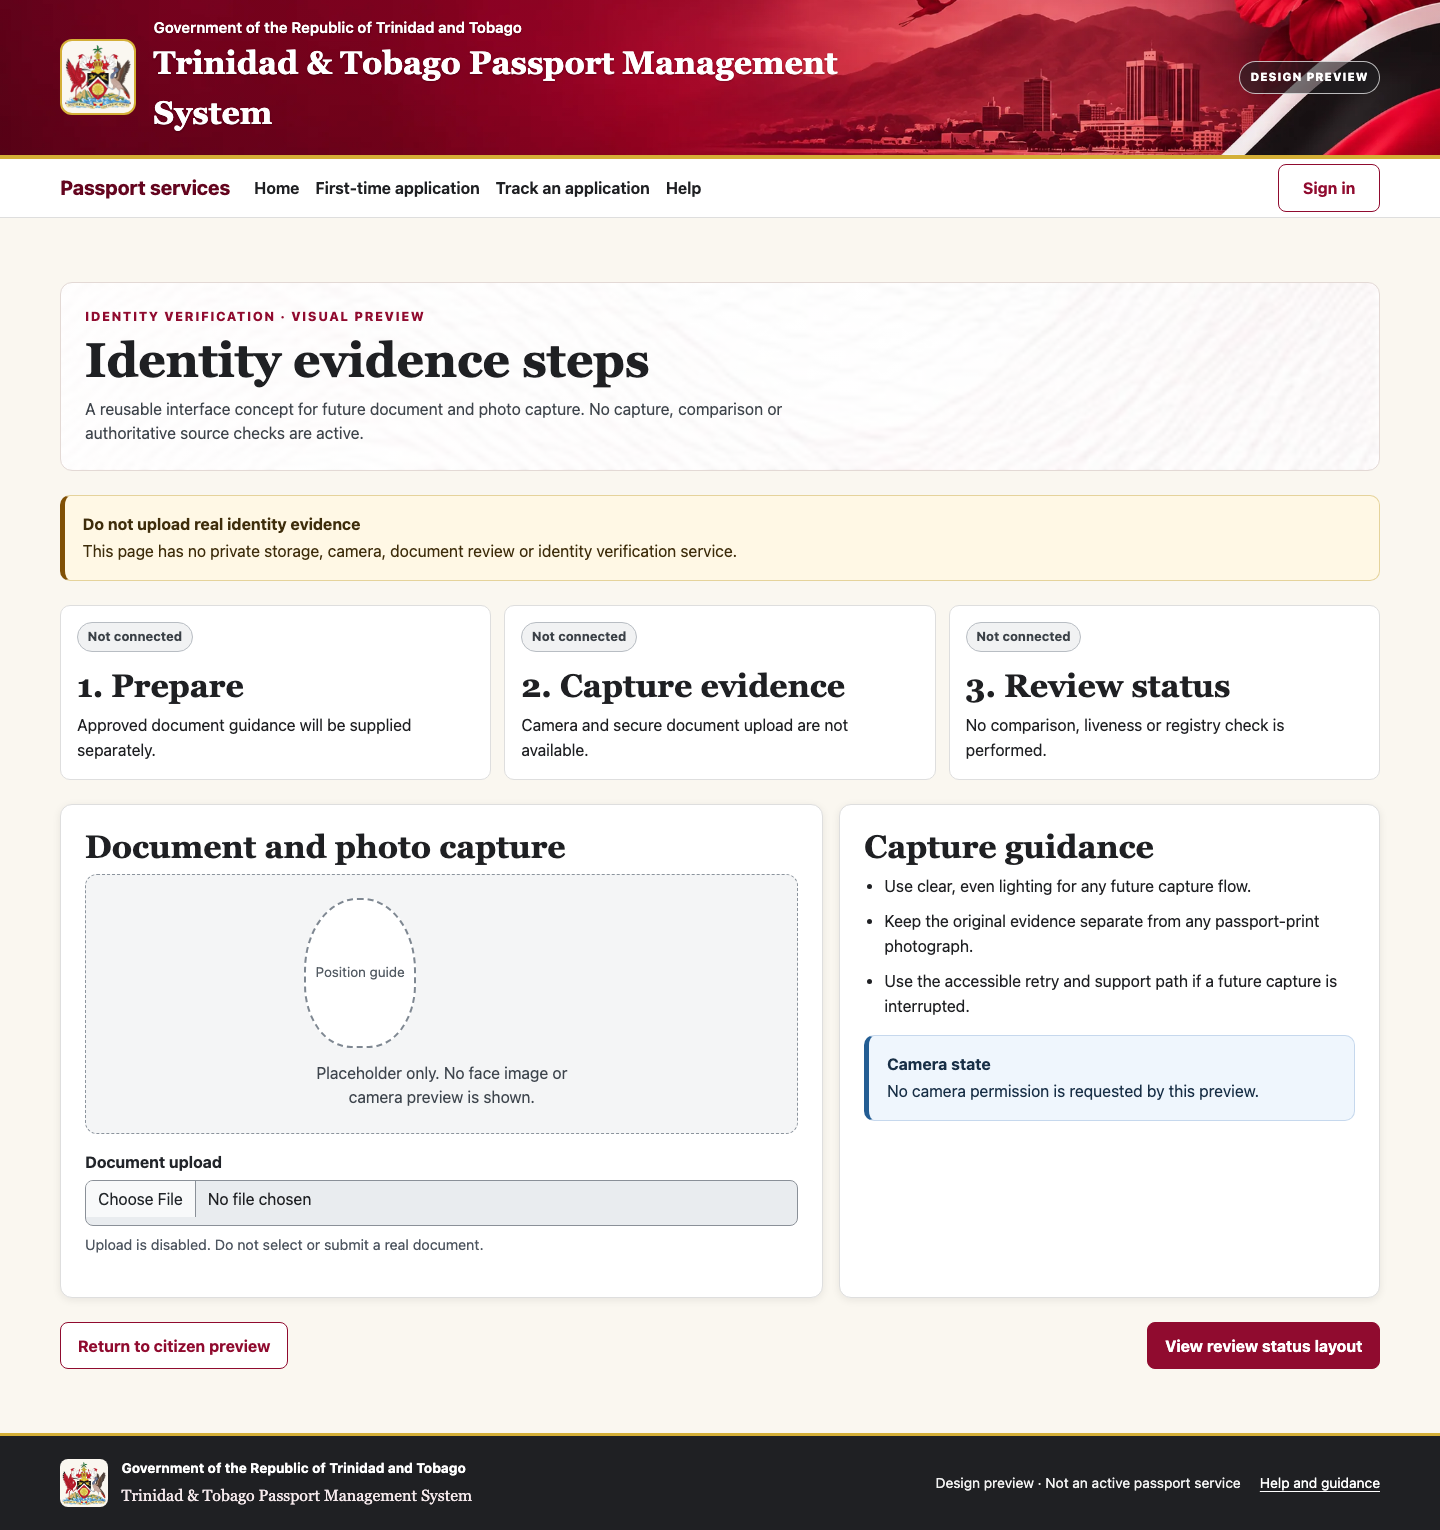 Government of the Republic of Trinidad and Tobago
Trinidad & Tobago Passport Management
System
DESIGN PREVIEW
Passport services
Home
First-time application
Track an application
Help
Sign in
IDENTITY VERIFICATION · VISUAL PREVIEW
Identity evidence steps
A reusable interface concept for future document and photo capture. No capture, comparison or
authoritative source checks are active.
Do not upload real identity evidence
This page has no private storage, camera, document review or identity verification service.
Not connected
1. Prepare
Approved document guidance will be supplied
separately.
Not connected
2. Capture evidence
Camera and secure document upload are not
available.
Not connected
3. Review status
No comparison, liveness or registry check is
performed.
Document and photo capture
Position guide
Placeholder only. No face image or
camera preview is shown.
Document upload
Choose File
No file chosen
Upload is disabled. Do not select or submit a real document.
Capture guidance
• Use clear, even lighting for any future capture flow.
• Keep the original evidence separate from any passport-print
photograph.
• Use the accessible retry and support path if a future capture is
interrupted.
Camera state
No camera permission is requested by this preview.
Return to citizen preview
View review status layout
Government of the Republic of Trinidad and Tobago
Trinidad & Tobago Passport Management System
Design preview · Not an active passport service
Help and guidance